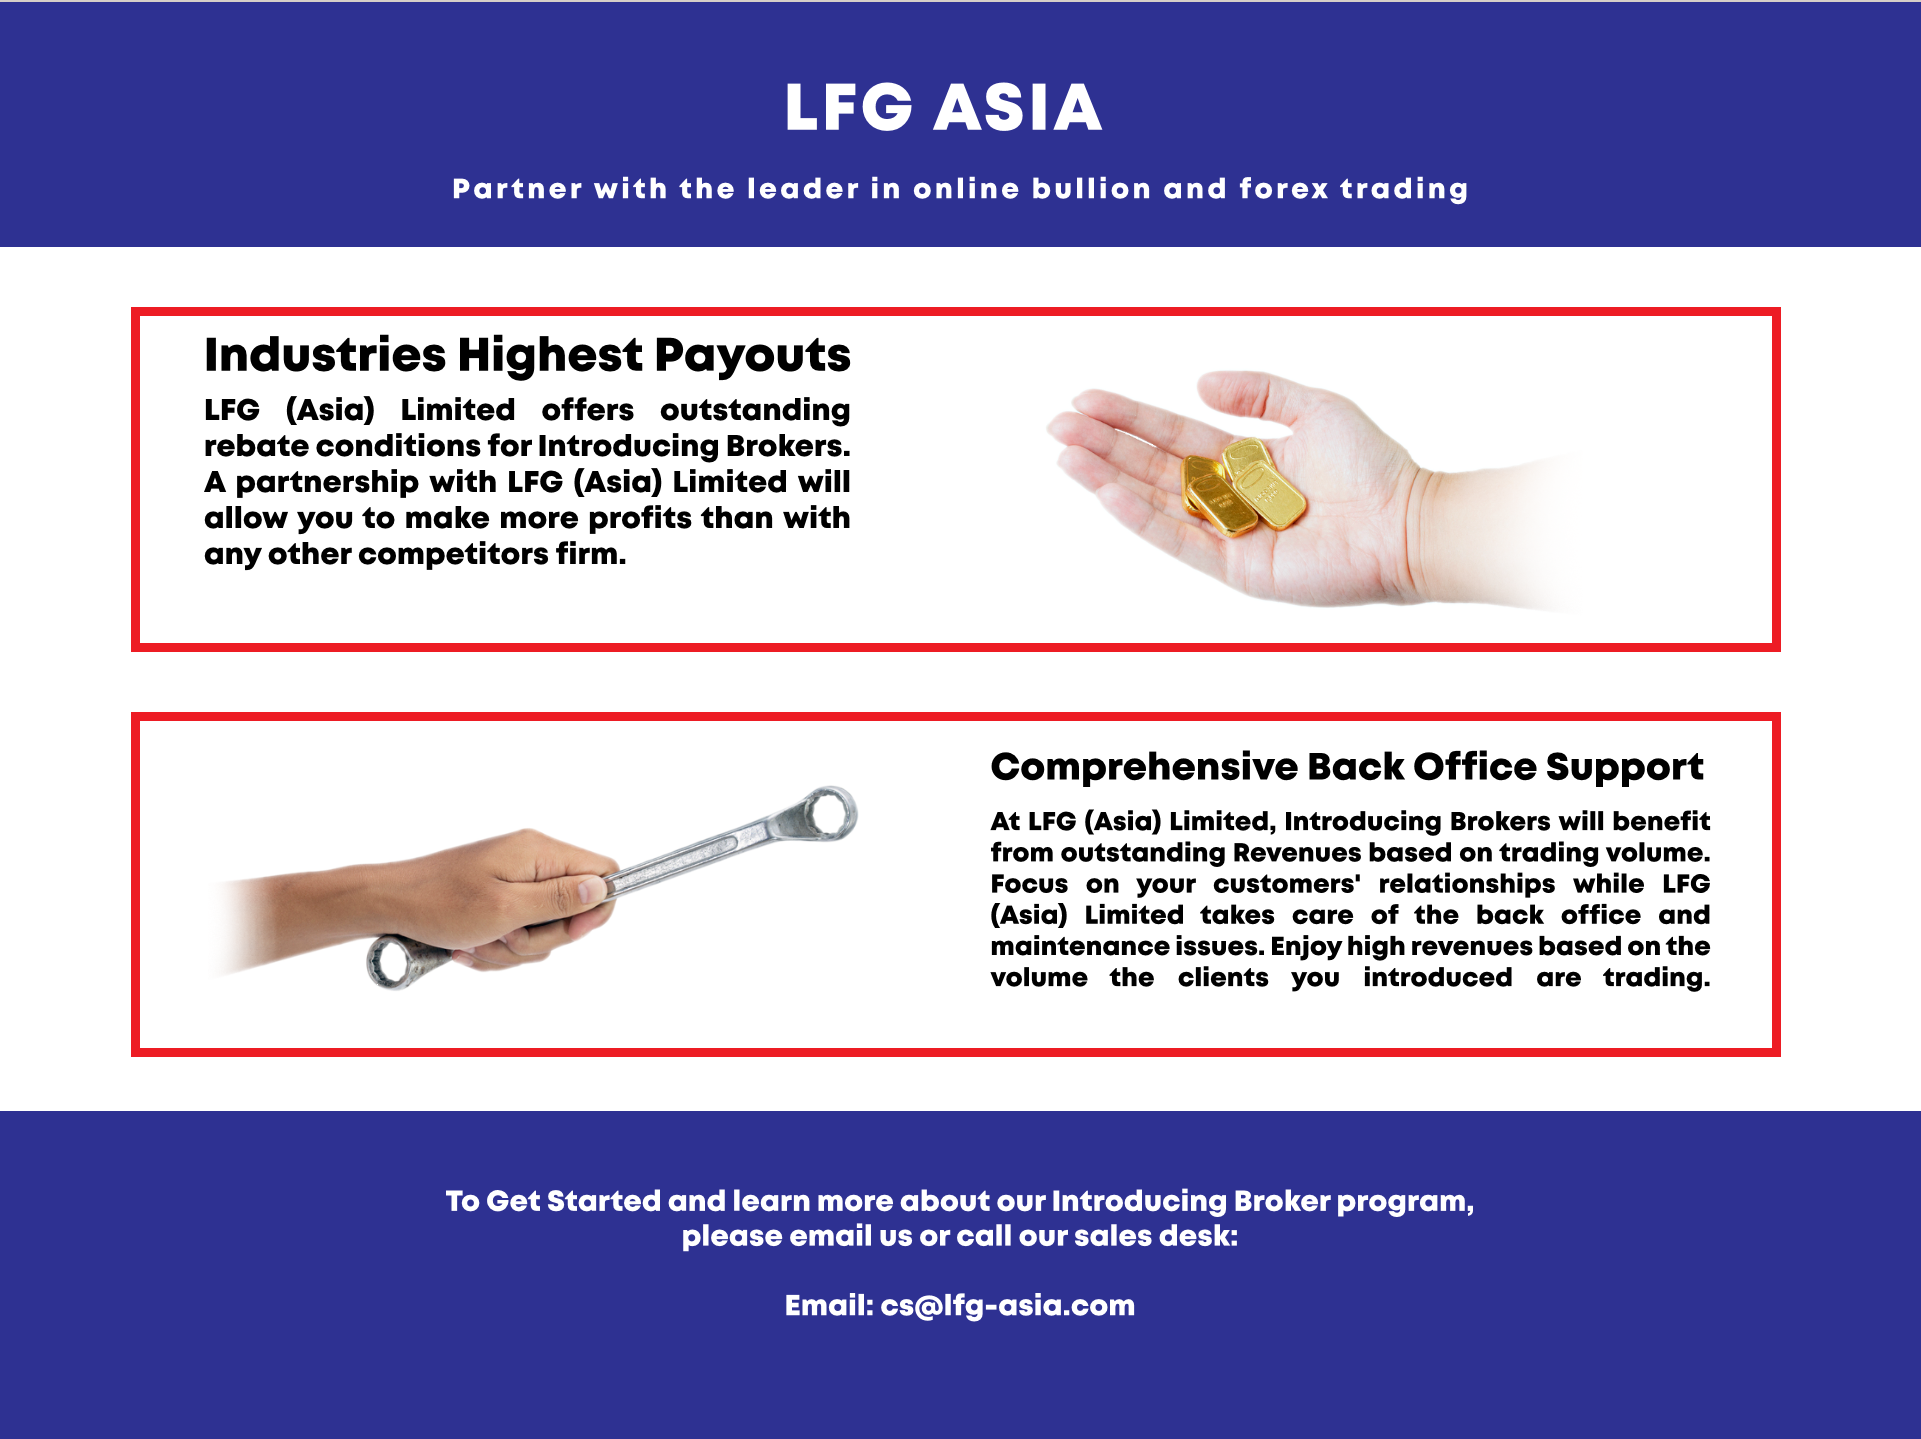 LFG ASIA
Partner with the leader in online bullion and forex trading
Industries Highest Payouts
LFG (Asia) Limited offers outstanding
rebate conditions for Introducing Brokers.
A partnership with LFG (Asia) Limited will
allow you to make more profits than with
any other competitors firm.
Comprehensive Back Office Support
At LFG (Asia) Limited, Introducing Brokers will benefit
from outstanding Revenues based on trading volume.
Focus on your customers' relationships while LFG
(Asia) Limited takes care of the back office and
maintenance issues. Enjoy high revenues based on the
volume the clients you introduced are trading.
To Get Started and learn more about our Introducing Broker program,
please email us or call our sales desk:
Email: cs@lfg-asia.com